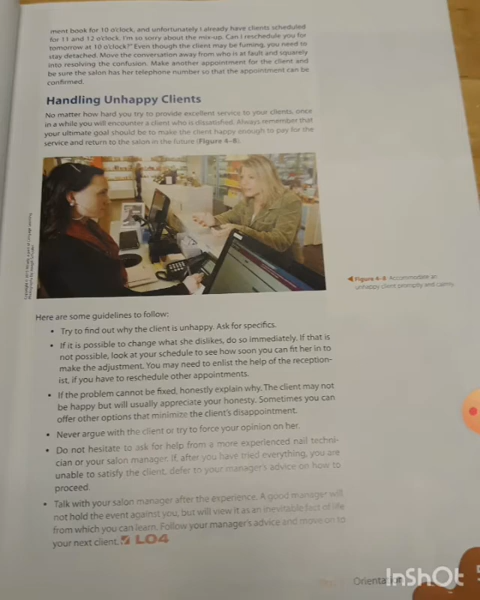 ment book for 10 o'clock, and unfortunately I already have clients scheduled
for 11 and 12 o'clock. I'm so sorry about the mix-up. Can I reschedule you for
tomorrow at 10 o'clock?" Even though the client may be fuming, you need to
stay detached. Move the conversation away from who is at fault and squarely
into resolving the confusion. Make another appointment for the client and
be sure the salon has her telephone number so that the appointment can be
confirmed.
Handling Unhappy Clients
No matter how hard you try to provide excellent service to your clients, once
in a while you will encounter a client who is dissatisfied. Always remember that
your ultimate goal should be to make the client happy enough to pay for the
service and return to the salon in the future (Figure 4–8).
◀ Figure 4–8 Accommodate an
unhappy client promptly and calmly.
Here are some guidelines to follow:
• Try to find out why the client is unhappy. Ask for specifics.
• If it is possible to change what she dislikes, do so immediately. If that is
not possible, look at your schedule to see how soon you can fit her in to
make the adjustment. You may need to enlist the help of the reception-
ist, if you have to reschedule other appointments.
• If the problem cannot be fixed, honestly explain why. The client may not
be happy but will usually appreciate your honesty. Sometimes you can
offer other options that minimize the client's disappointment.
• Never argue with the client or try to force your opinion on her.
• Do not hesitate to ask for help from a more experienced nail techni-
cian or your salon manager. If, after you have tried everything, you are
unable to satisfy the client, defer to your manager's advice on how to
proceed.
• Talk with your salon manager after the experience. A good manager will
not hold the event against you, but will view it as an inevitable fact of life
from which you can learn. Follow your manager's advice and move on to
your next client. ☑ LO4
Orientation
InShOt